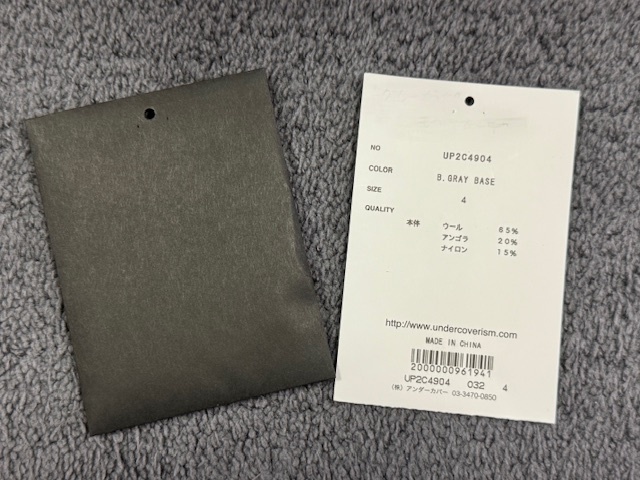 NO UP2C4904
COLOR B.GRAY BASE
SIZE 4
QUALITY
本体 ウール 65%
アンゴラ 20%
ナイロン 15%
http://www.undercoverism.com
MADE IN CHINA
2000000961941
UP2C4904 032 4
(株) アンダーカバー 03-3470-0850